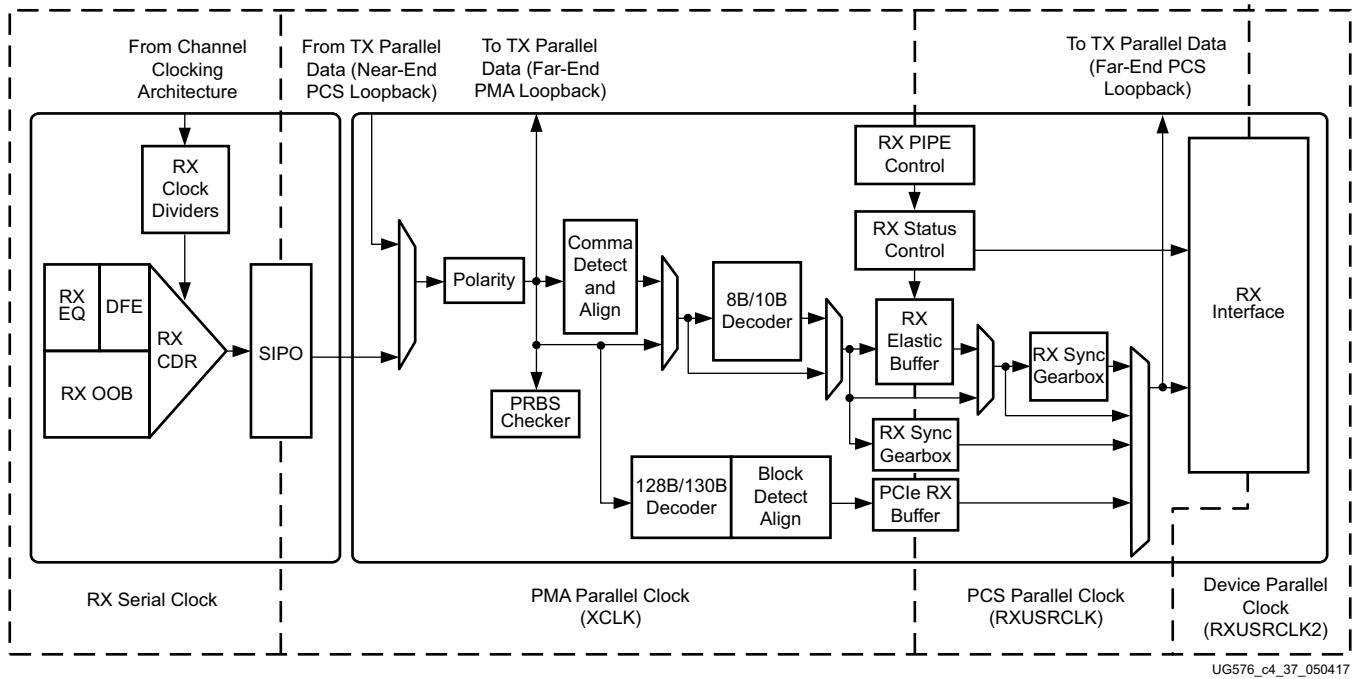 From Channel
Clocking
Architecture
From TX Parallel
Data (Near-End
PCS Loopback)
To TX Parallel
Data (Far-End
PMA Loopback)
To TX Parallel Data
(Far-End PCS
Loopback)
RX
Clock
Dividers
RX PIPE
Control
RX Status
Control
RX
EQ
DFE
RX
CDR
RX OOB
SIPO
Polarity
Comma
Detect
and
Align
8B/10B
Decoder
RX
Elastic
Buffer
RX Sync
Gearbox
RX
Interface
PRBS
Checker
RX Sync
Gearbox
128B/130B
Decoder
Block
Detect
Align
PCIe RX
Buffer
RX Serial Clock
PMA Parallel Clock
(XCLK)
PCS Parallel Clock
(RXUSRCLK)
Device Parallel
Clock
(RXUSRCLK2)
UG576_c4_37_050417